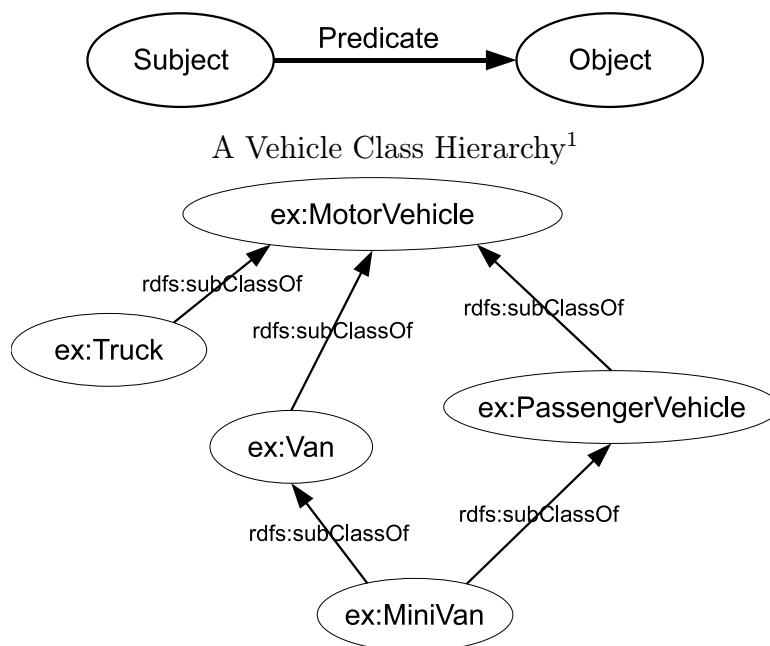 Predicate
Subject
Object
A Vehicle Class Hierarchy¹
ex:MotorVehicle
rdfs:subClassOf
rdfs:subClassOf
rdfs:subClassOf
ex:Truck
ex:PassengerVehicle
ex:Van
rdfs:subClassOf
rdfs:subClassOf
ex:MiniVan